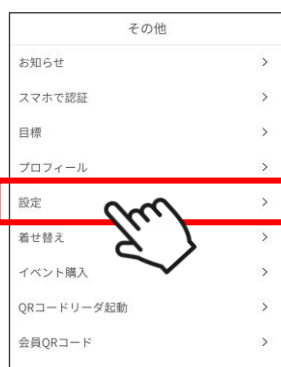 その他
お知らせ
スマホで認証
目標
プロフィール
設定
着せ替え
イベント購入
QRコードリーダ起動
会員QRコード